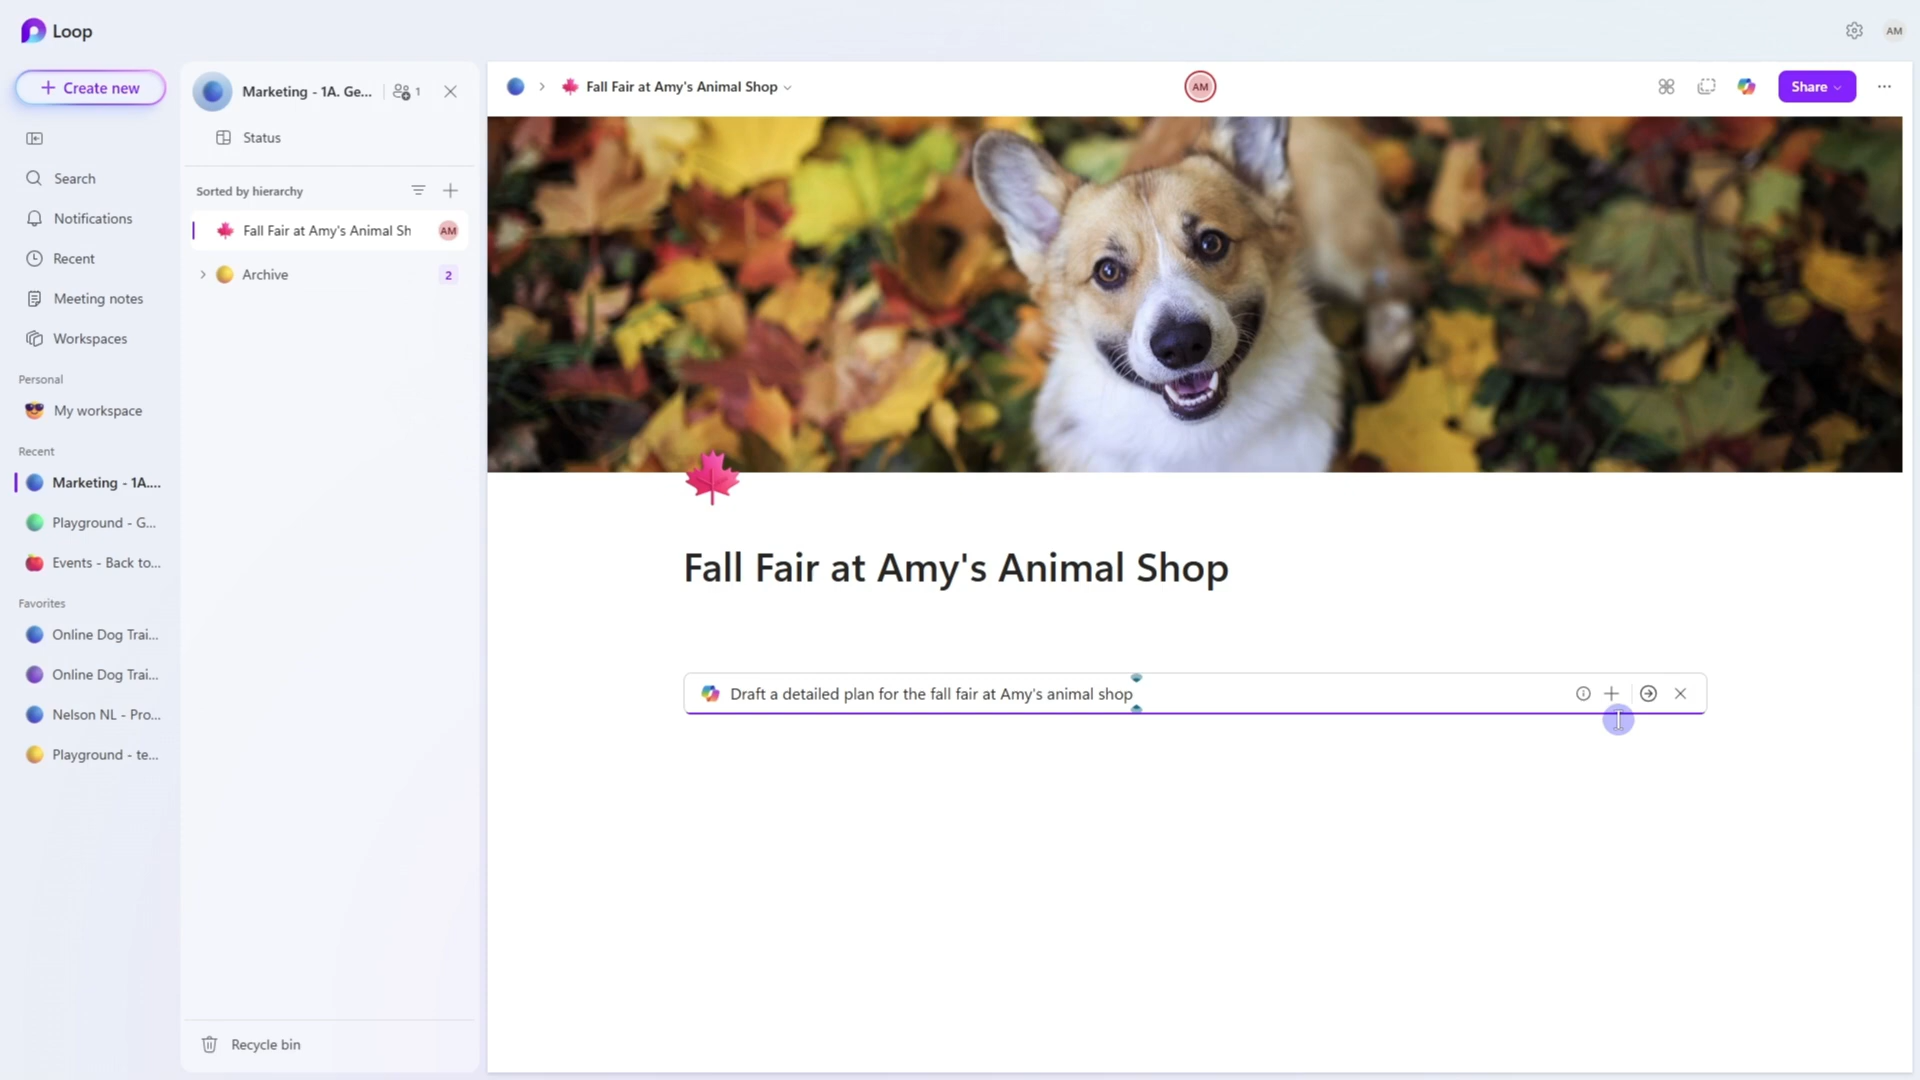 Loop
AM
Create new
Marketing - 1A. Ge...
1
Fall Fair at Amy's Animal Shop
AM
Share
Status
Search
Sorted by hierarchy
Notifications
Fall Fair at Amy's Animal Sh
AM
Recent
Archive
2
Meeting notes
Workspaces
Personal
My workspace
Recent
Marketing - 1A....
Playground - G...
Events - Back to...
Favorites
Online Dog Trai...
Online Dog Trai...
Nelson NL - Pro...
Playground - te...
Fall Fair at Amy's Animal Shop
Draft a detailed plan for the fall fair at Amy's animal shop
Recycle bin